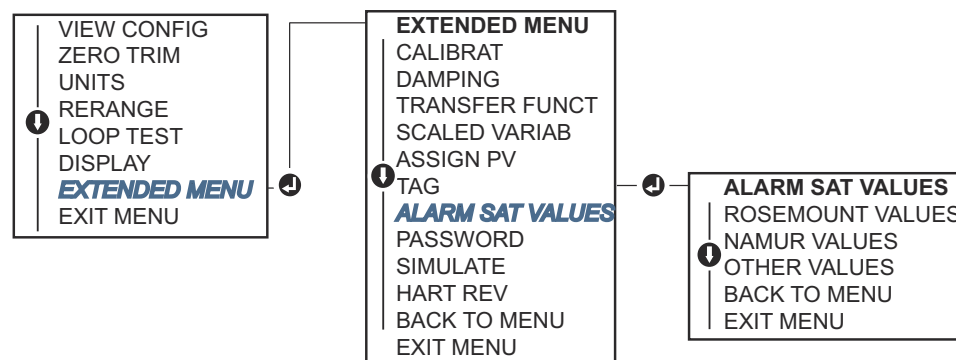 VIEW CONFIG
ZERO TRIM
UNITS
RERANGE
LOOP TEST
DISPLAY
EXTENDED MENU
EXIT MENU
EXTENDED MENU
CALIBRAT
DAMPING
TRANSFER FUNCT
SCALED VARIAB
ASSIGN PV
TAG
ALARM SAT VALUES
PASSWORD
SIMULATE
HART REV
BACK TO MENU
EXIT MENU
ALARM SAT VALUES
ROSEMOUNT VALUES
NAMUR VALUES
OTHER VALUES
BACK TO MENU
EXIT MENU